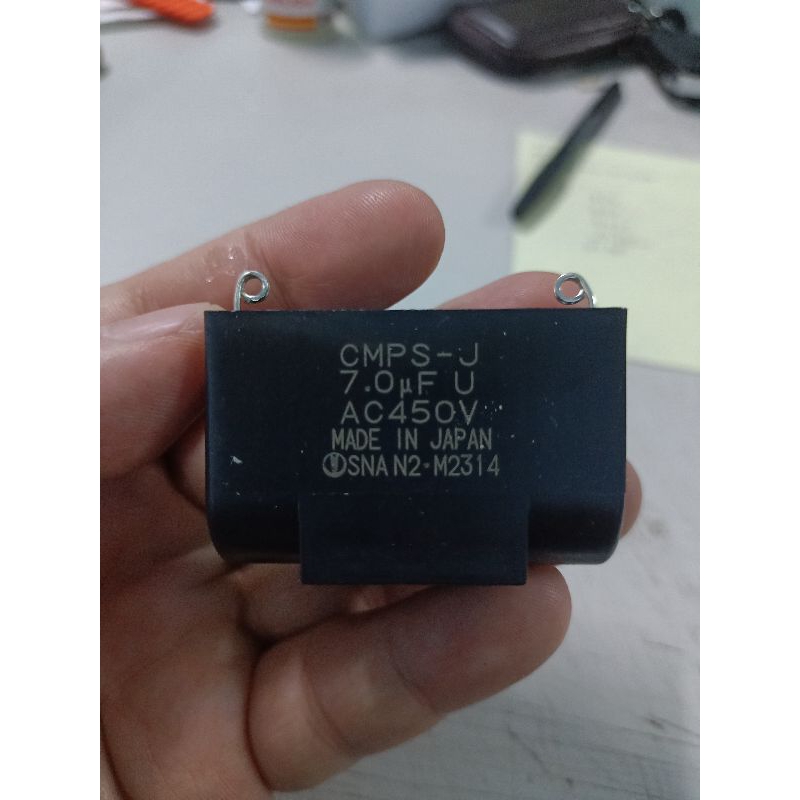 CMPS-J
7.0μF U
AC450V
MADE IN JAPAN
SNA N2·M2314